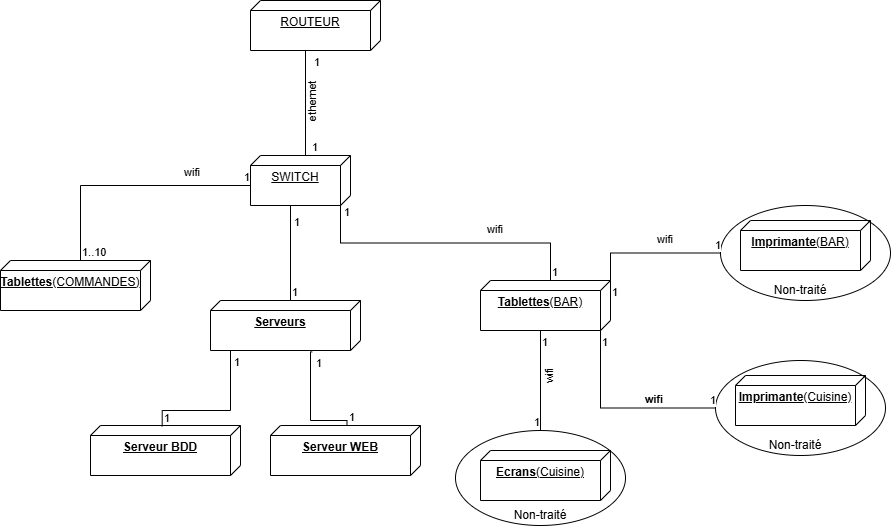 ROUTEUR
1
ethernet
1
wifi
1
SWITCH
1
1
wifi
1..10
Tablettes(COMMANDES)
1
Serveurs
1
1
1
Serveur BDD
1
Serveur WEB
1
Tablettes(BAR)
1
wifi
1
Imprimante(BAR)
Non-traité
1
wifi
1
Imprimante(Cuisine)
Non-traité
1
wifi
1
Ecrans(Cuisine)
Non-traité